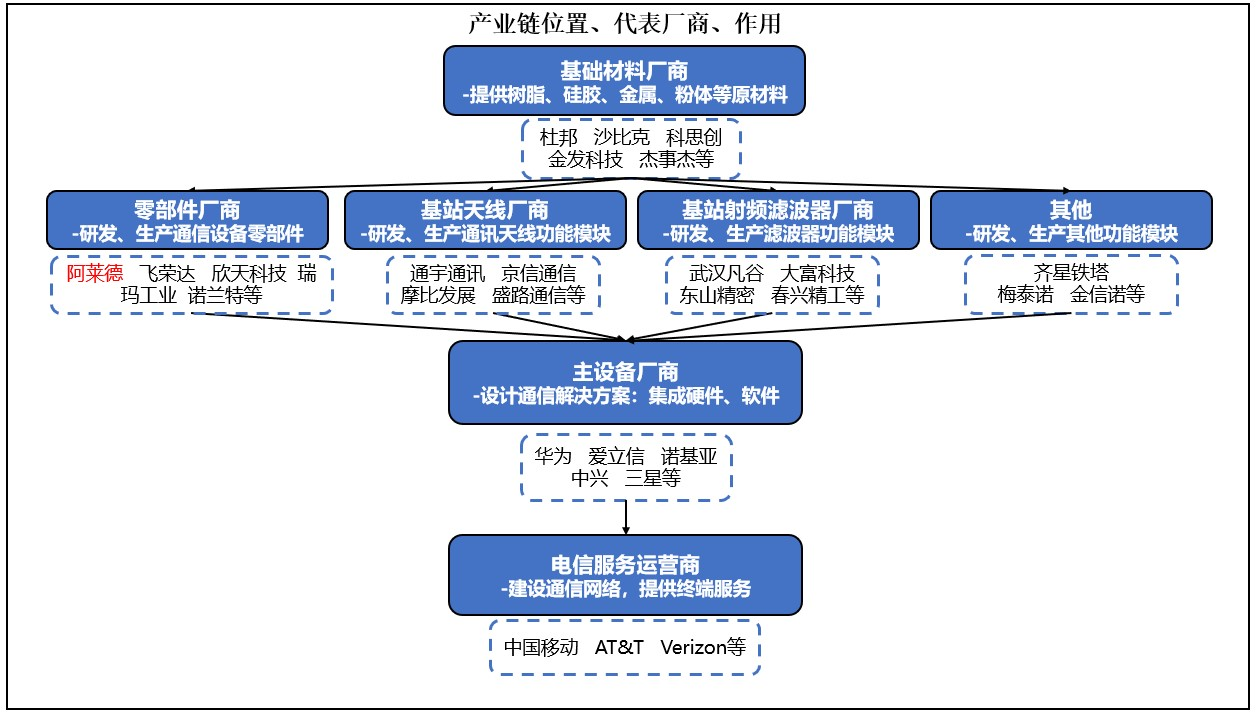 产业链位置、代表厂商、作用
基础材料厂商
-提供树脂、硅胶、金属、粉体等原材料
杜邦 沙比克 科思创
金发科技 杰事杰等
零部件厂商
-研发、生产通信设备零部件
阿莱德 飞荣达 欣天科技 瑞
玛工业 诺兰特等
基站天线厂商
-研发、生产通讯天线功能模块
通宇通讯 京信通信
摩比发展 盛路通信等
基站射频滤波器厂商
-研发、生产滤波器功能模块
武汉凡谷 大富科技
东山精密 春兴精工等
其他
-研发、生产其他功能模块
齐星铁塔
梅泰诺 金信诺等
主设备厂商
-设计通信解决方案：集成硬件、软件
华为 爱立信 诺基亚
中兴 三星等
电信服务运营商
-建设通信网络，提供终端服务
中国移动 AT&T Verizon等